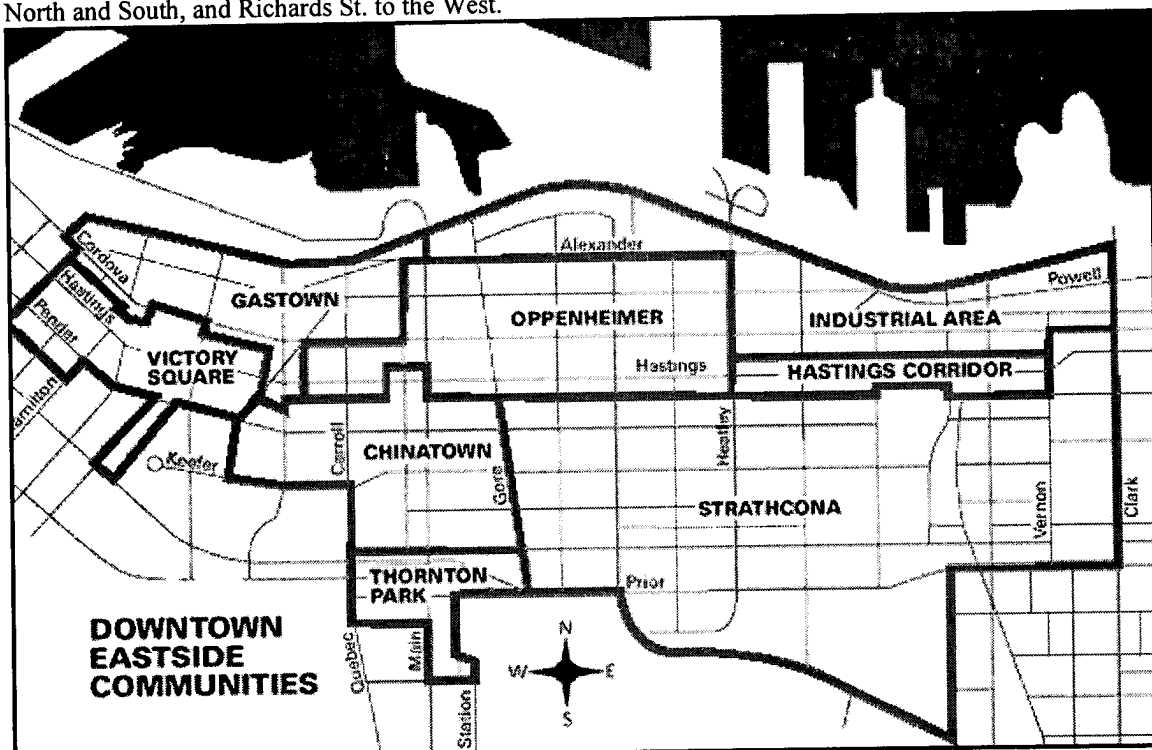 North and South, and Richards St. to the West.
Alexander
Cordova
Powell
GASTOWN
Hastings
OPPENHEIMER
INDUSTRIAL AREA
Pender
VICTORY
SQUARE
Hastings
HASTINGS CORRIDOR
Hamilton
Carroll
Heatley
CHINATOWN
Keefer
Gore
STRATHCONA
Vernon
Clark
THORNTON
PARK
Prior
DOWNTOWN
EASTSIDE
COMMUNITIES
Quebec
Main
Station
N
W
E
S